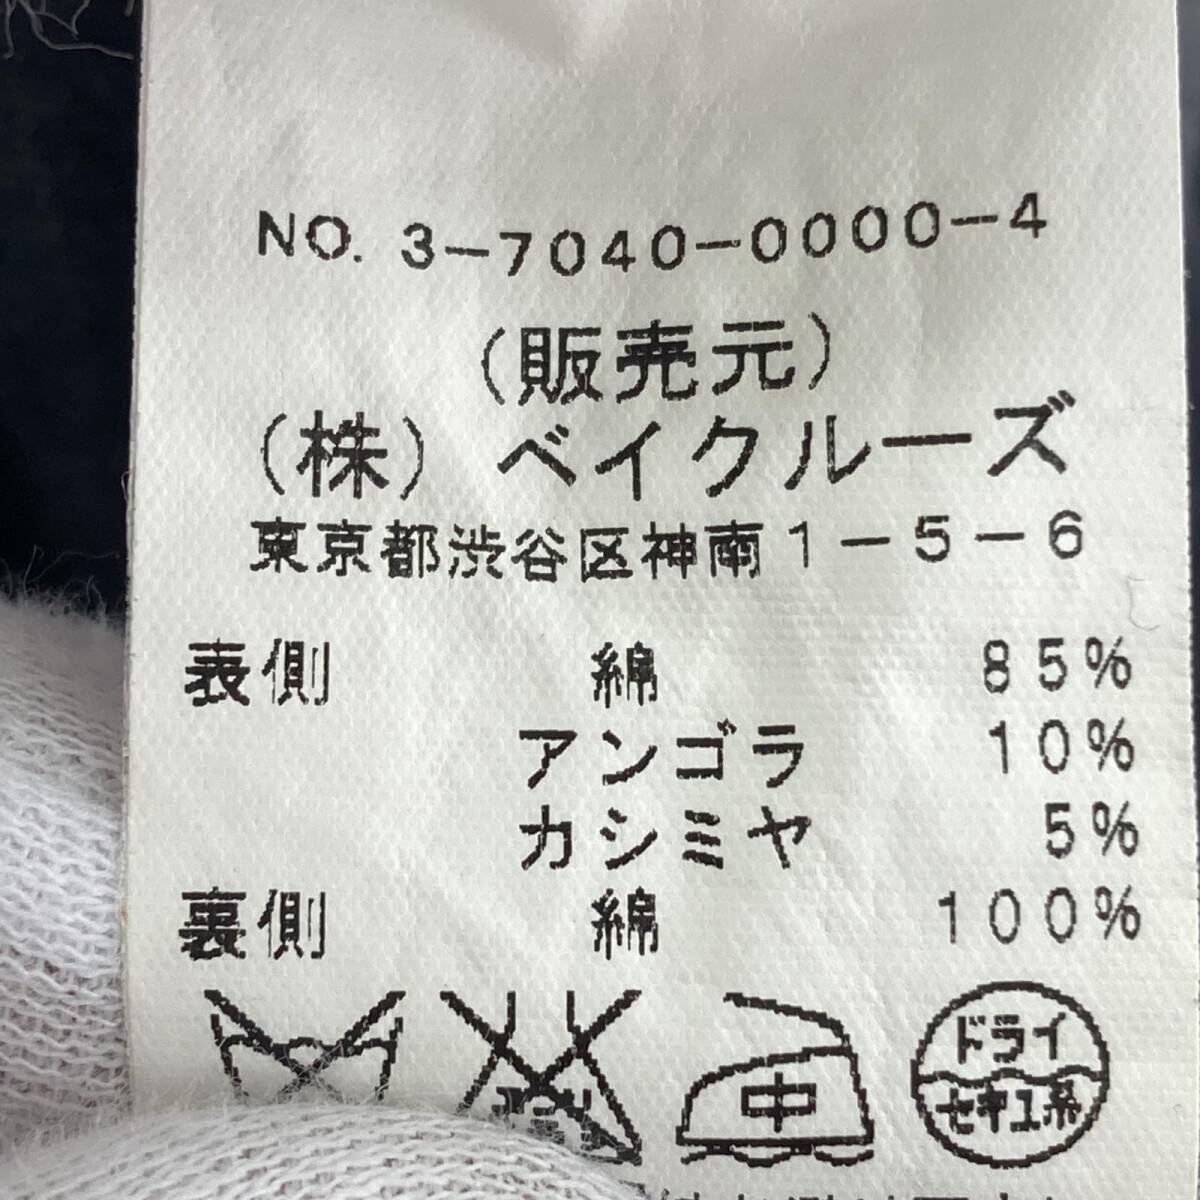 NO. 3-7040-0000-4
(販売元)
(株) ベイクルーズ
東京都渋谷区神南1-5-6
表側 綿 85%
アンゴラ 10%
カシミヤ 5%
裏側 綿 100%
中
ドライ
セキユ系